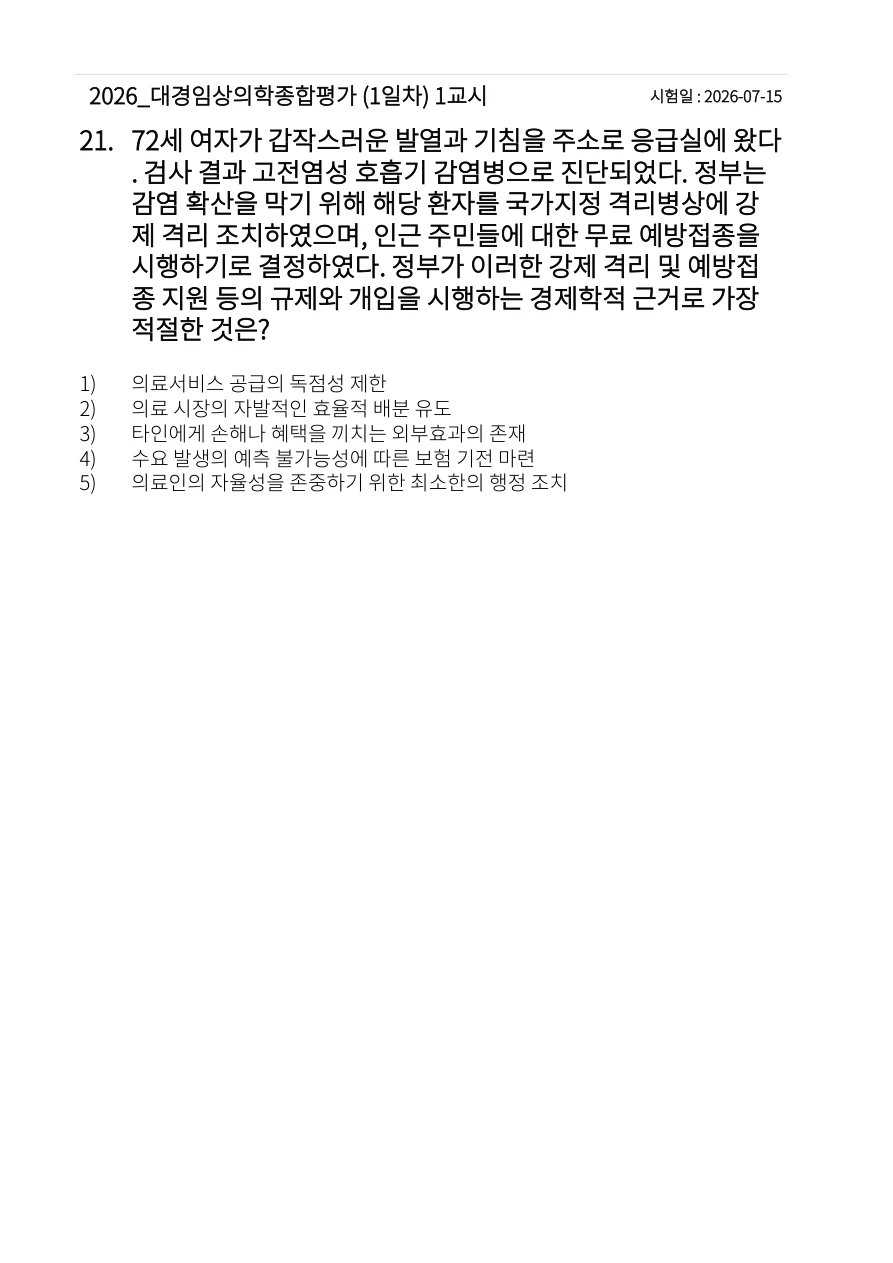 2026_대경임상의학종합평가 (1일차) 1교시 시험일 : 2026-07-15
21. 72세 여자가 갑작스러운 발열과 기침을 주소로 응급실에 왔다
. 검사 결과 고전염성 호흡기 감염병으로 진단되었다. 정부는
감염 확산을 막기 위해 해당 환자를 국가지정 격리병상에 강
제 격리 조치하였으며, 인근 주민들에 대한 무료 예방접종을
시행하기로 결정하였다. 정부가 이러한 강제 격리 및 예방접
종 지원 등의 규제와 개입을 시행하는 경제학적 근거로 가장
적절한 것은?
1) 의료서비스 공급의 독점성 제한
2) 의료 시장의 자발적인 효율적 배분 유도
3) 타인에게 손해나 혜택을 끼치는 외부효과의 존재
4) 수요 발생의 예측 불가능성에 따른 보험 기전 마련
5) 의료인의 자율성을 존중하기 위한 최소한의 행정 조치